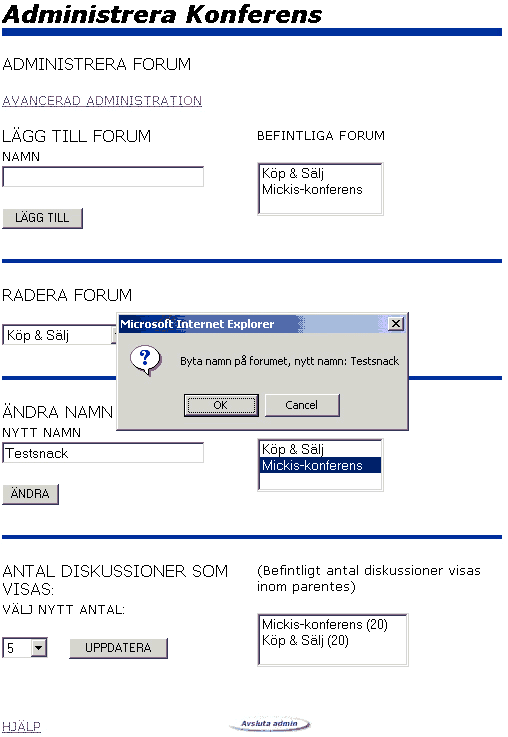 Administrera Konferens
ADMINISTRERA FORUM
AVANCERAD ADMINISTRATION
LÄGG TILL FORUM
BEFINTLIGA FORUM
NAMN
Köp & Sälj
Mickis-konferens
LÄGG TILL
RADERA FORUM
Köp & Sälj
Microsoft Internet Explorer
Byta namn på forumet, nytt namn: Testsnack
OK
Cancel
ÄNDRA NAMN
NYTT NAMN
Testsnack
Köp & Sälj
Mickis-konferens
ÄNDRA
ANTAL DISKUSSIONER SOM
VISAS:
(Befintligt antal diskussioner visas
inom parentes)
VÄLJ NYTT ANTAL:
Mickis-konferens (20)
Köp & Sälj (20)
5
UPPDATERA
HJÄLP
Avsluta admin